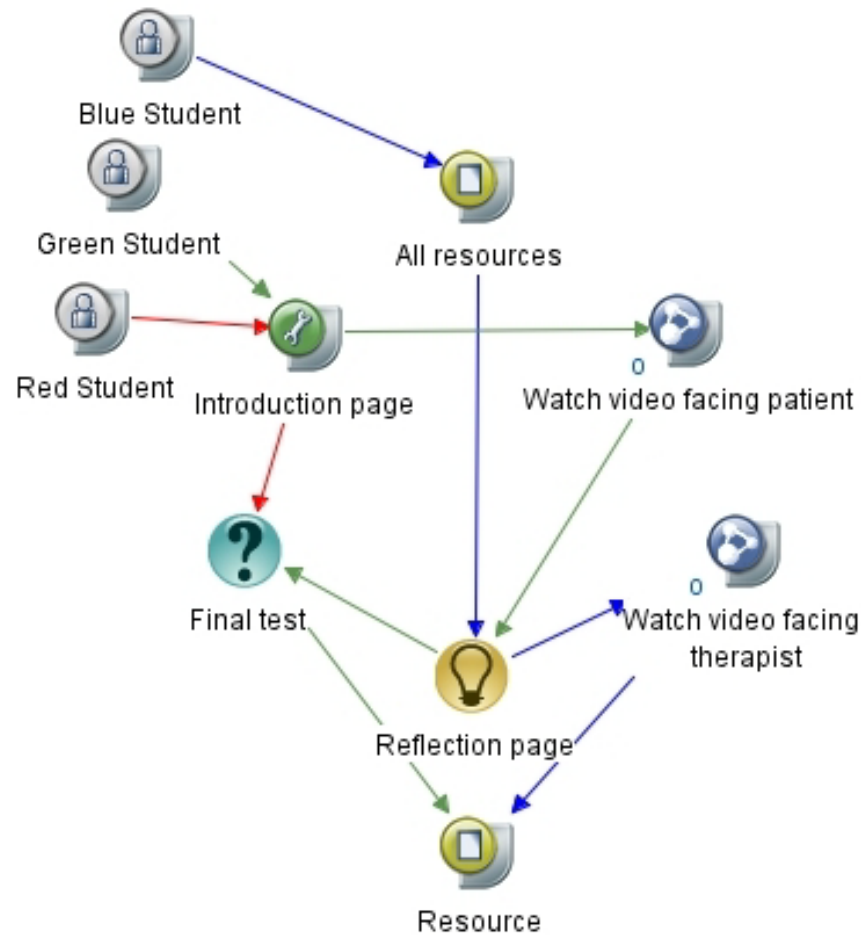 Blue Student
Green Student
All resources
Red Student
Introduction page
0
Watch video facing patient
Final test
0
Watch video facing
therapist
Reflection page
Resource